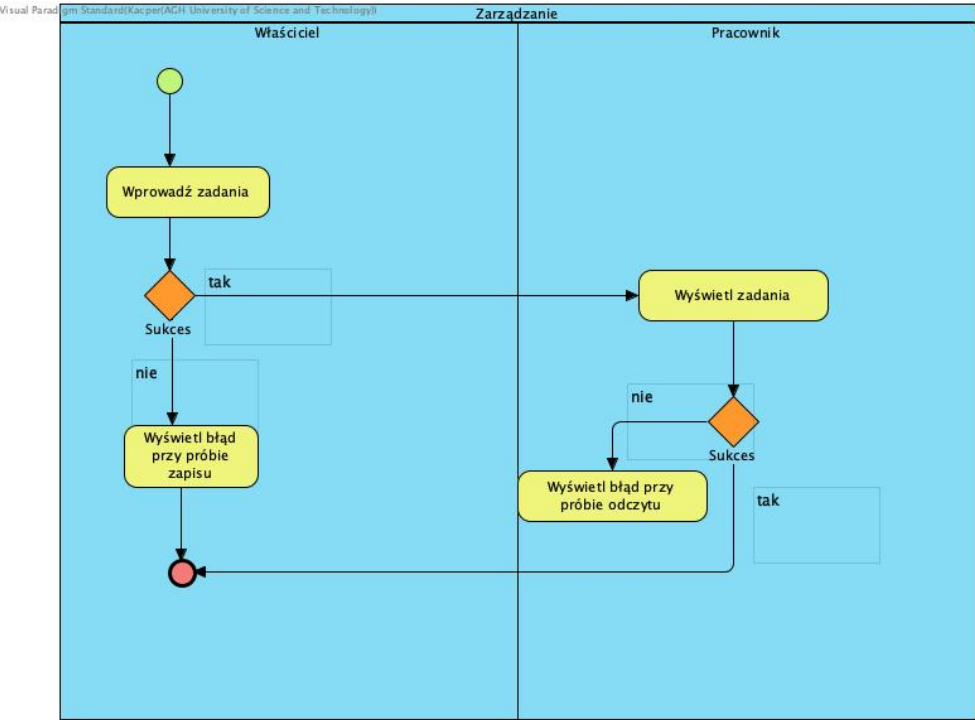 Visual Paradigm Standard(Kacper(AGH University of Science and Technology))
Zarządzanie
Właściciel
Pracownik
Wprowadź zadania
tak
Sukces
Wyświetl zadania
nie
Wyświetl błąd
przy próbie
zapisu
nie
Sukces
Wyświetl błąd przy
próbie odczytu
tak